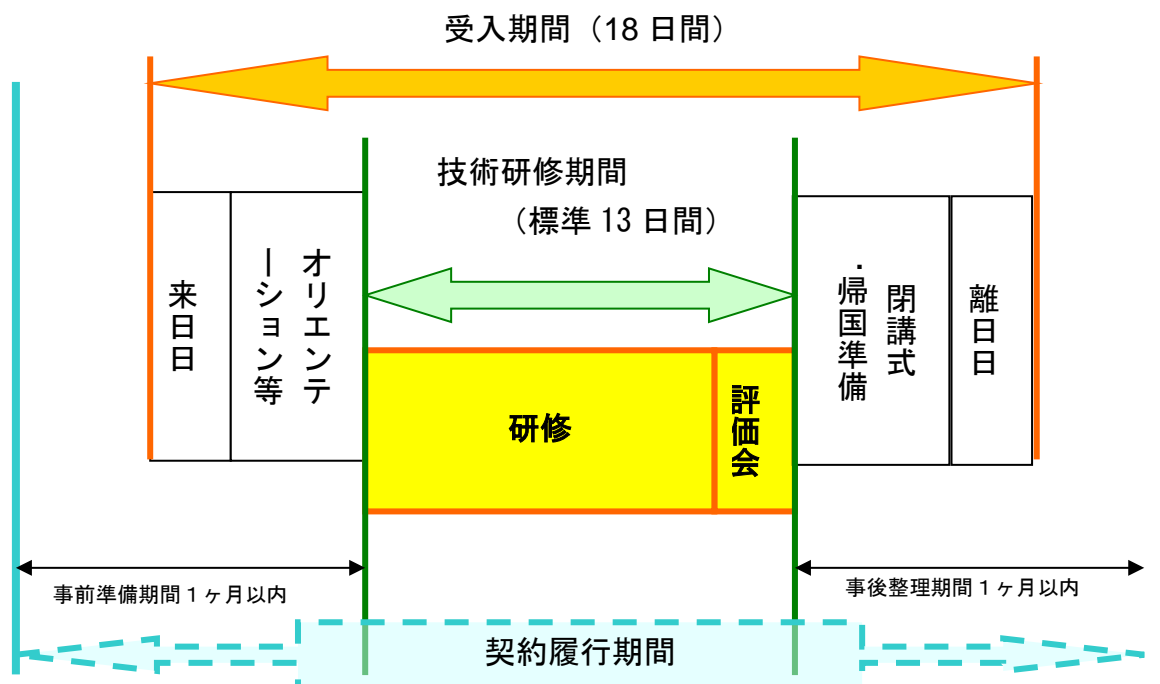 受入期間（18 日間）
技術研修期間
（標準 13 日間）
来日日
オリエンテ
ーション等
閉講式
・帰国準備
離日日
研修
評価会
事前準備期間１ヶ月以内
事後整理期間１ヶ月以内
契約履行期間